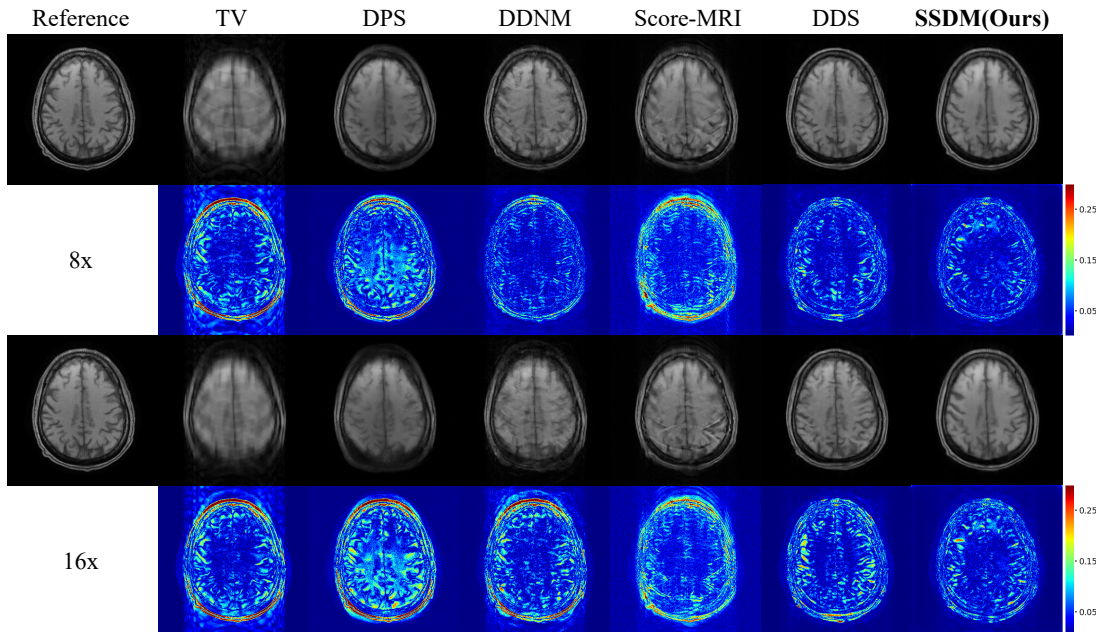 Reference TV DPS DDNM Score-MRI DDS SSDM(Ours)
0.25
0.15
8x
0.05
0.25
0.15
16x
0.05